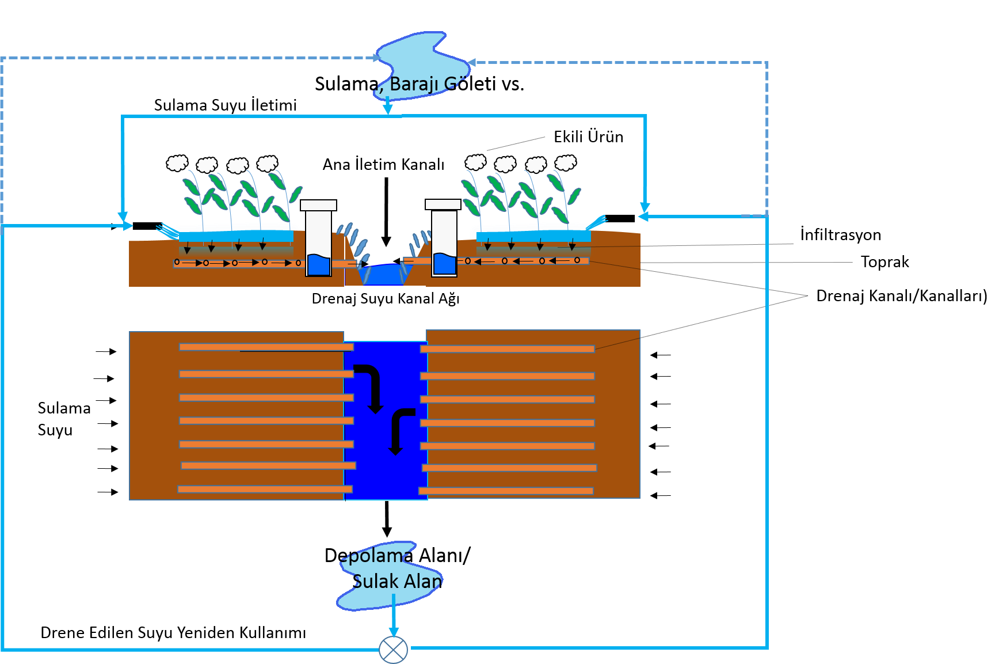 Sulama, Barajı Göleti vs.
Sulama Suyu İletimi
Ekili Ürün
Ana İletim Kanalı
İnfiltrasyon
Toprak
Drenaj Kanalı/Kanalları)
Drenaj Suyu Kanal Ağı
Sulama
Suyu
Depolama Alanı/
Sulak Alan
Drene Edilen Suyu Yeniden Kullanımı